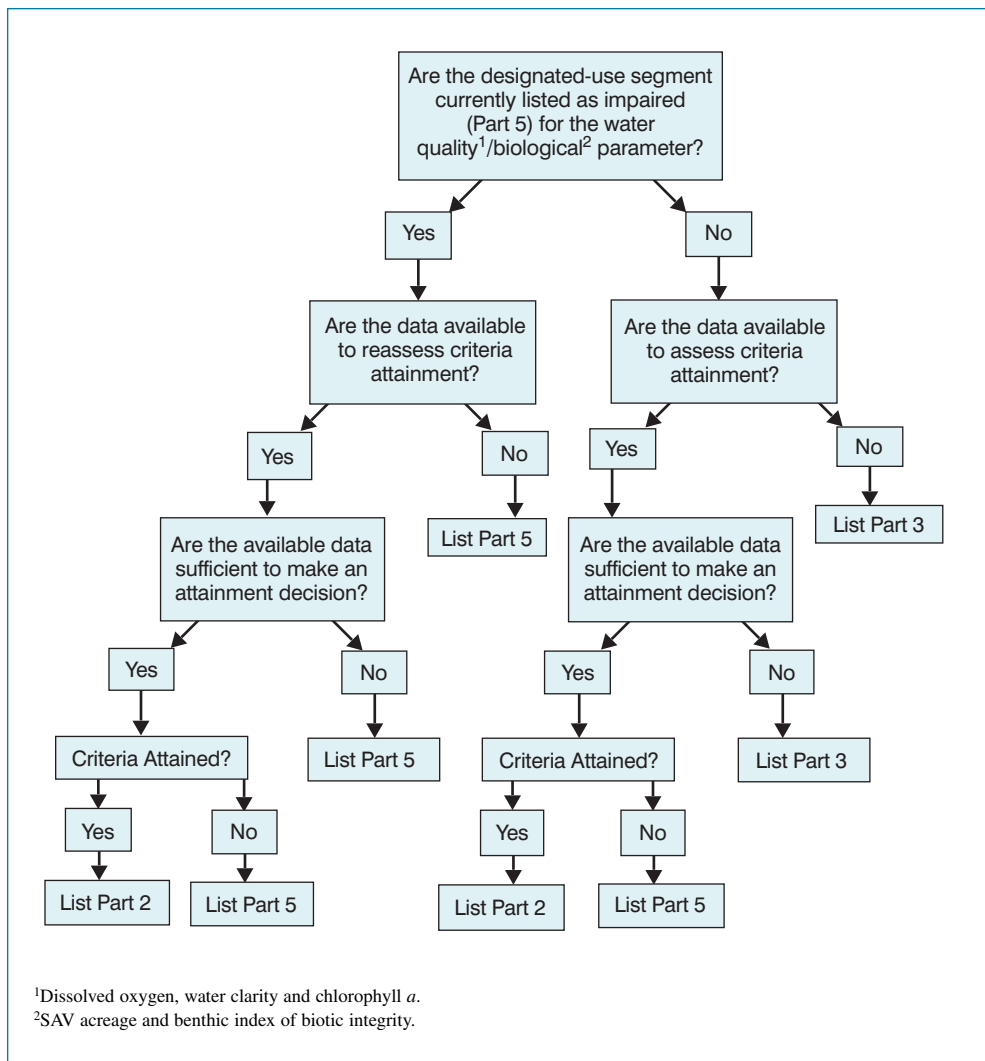 Are the designated-use segment
currently listed as impaired
(Part 5) for the water
quality¹/biological² parameter?
Yes
No
Are the data available
to reassess criteria
attainment?
Are the data available
to assess criteria
attainment?
Yes
No
Yes
No
List Part 5
List Part 3
Are the available data
sufficient to make an
attainment decision?
Are the available data
sufficient to make an
attainment decision?
Yes
No
Yes
No
Criteria Attained?
List Part 5
Criteria Attained?
List Part 3
Yes
No
Yes
No
List Part 2
List Part 5
List Part 2
List Part 5
¹Dissolved oxygen, water clarity and chlorophyll a.
²SAV acreage and benthic index of biotic integrity.